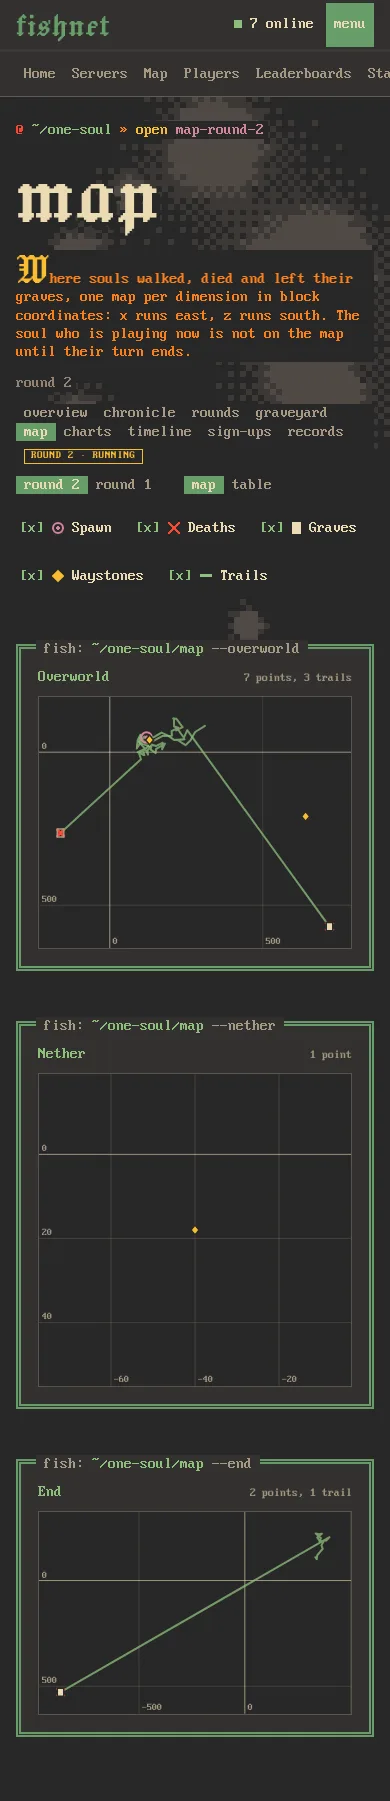 fishnet
7 online
menu
Home Servers Map Players Leaderboards Sta
@ ~/one-soul » open map-round-2
map
Where souls walked, died and left their
graves, one map per dimension in block
coordinates: x runs east, z runs south. The
soul who is playing now is not on the map
until their turn ends.
round 2
overview chronicle rounds graveyard
map charts timeline sign-ups records
ROUND 2 · RUNNING
round 2 round 1 map table
[x] Spawn [x] Deaths [x] Graves
[x] Waystones [x] Trails
fish: ~/one-soul/map --overworld
Overworld 7 points, 3 trails
0
500
0 500
fish: ~/one-soul/map --nether
Nether 1 point
0
20
40
-60 -40 -20
fish: ~/one-soul/map --end
End 2 points, 1 trail
0
500
-500 0